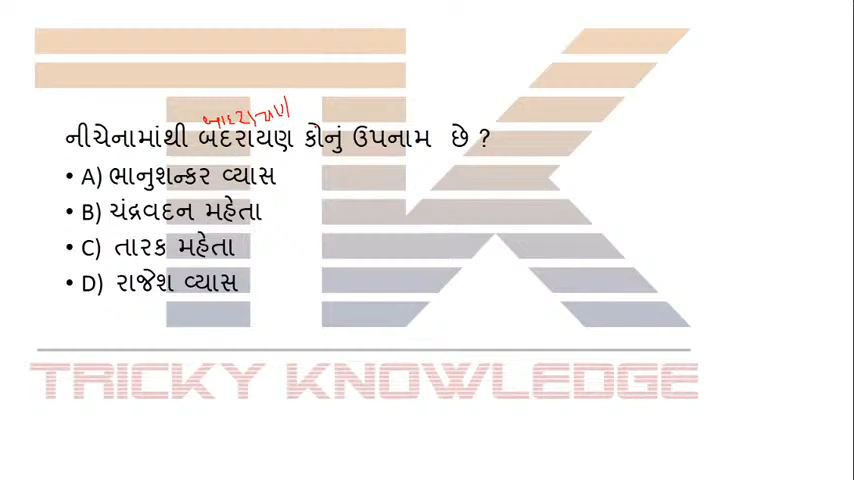 બાદરાયણ
નીચેનામાંથી બદરાયણ કોનું ઉપનામ છે ?
• A) ભાનુશન્કર વ્યાસ
• B) ચંદ્રવદન મહેતા
• C) તારક મહેતા
• D) રાજેશ વ્યાસ
TRICKY KNOWLEDGE